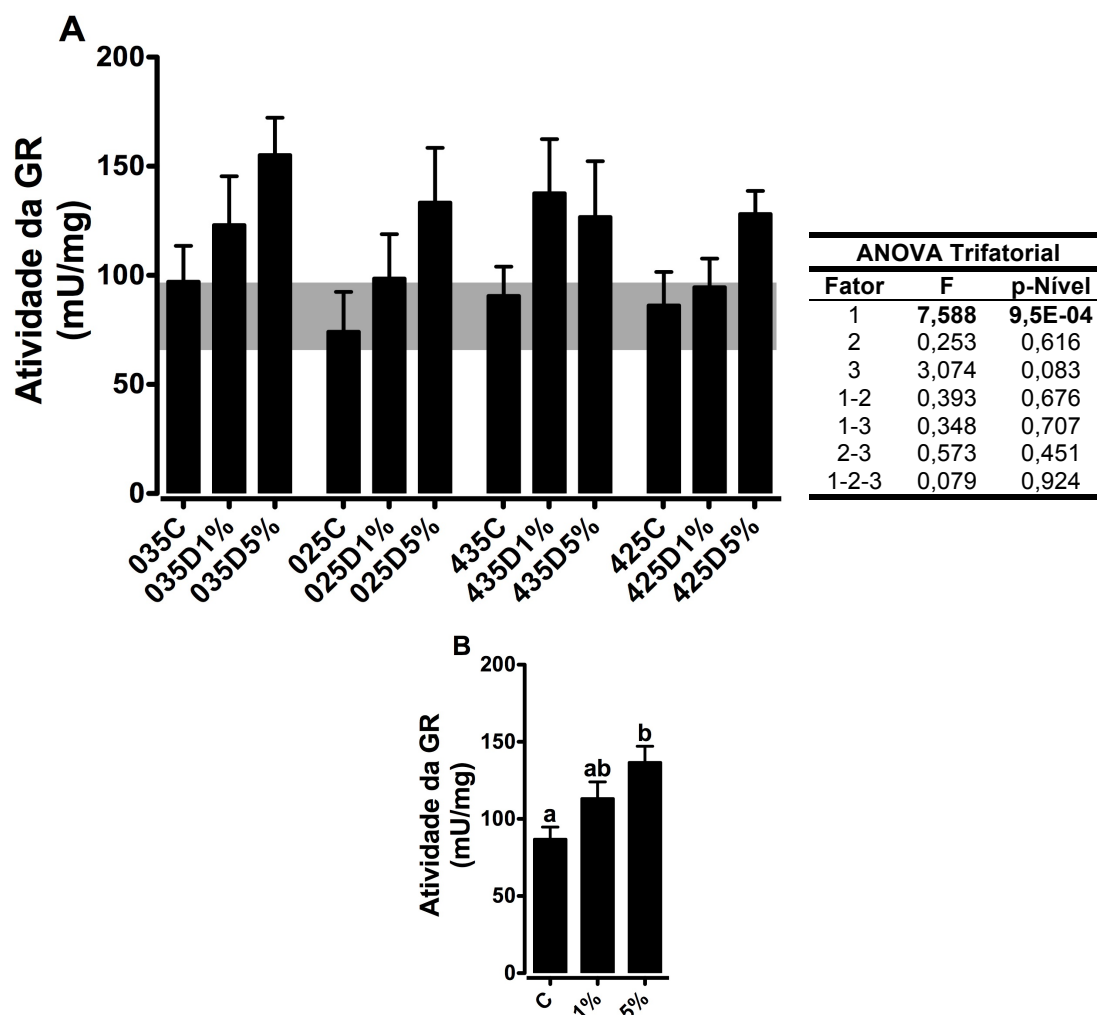 A
Atividade da GR
(mU/mg)
200
150
100
50
0
035C
035D1%
035D5%
025C
025D1%
025D5%
435C
435D1%
435D5%
425C
425D1%
425D5%
ANOVA Trifatorial
Fator F p-Nível
1 7,588 9,5E-04
2 0,253 0,616
3 3,074 0,083
1-2 0,393 0,676
1-3 0,348 0,707
2-3 0,573 0,451
1-2-3 0,079 0,924
B
Atividade da GR
(mU/mg)
200
150
100
50
0
a
ab
b
C
1%
5%